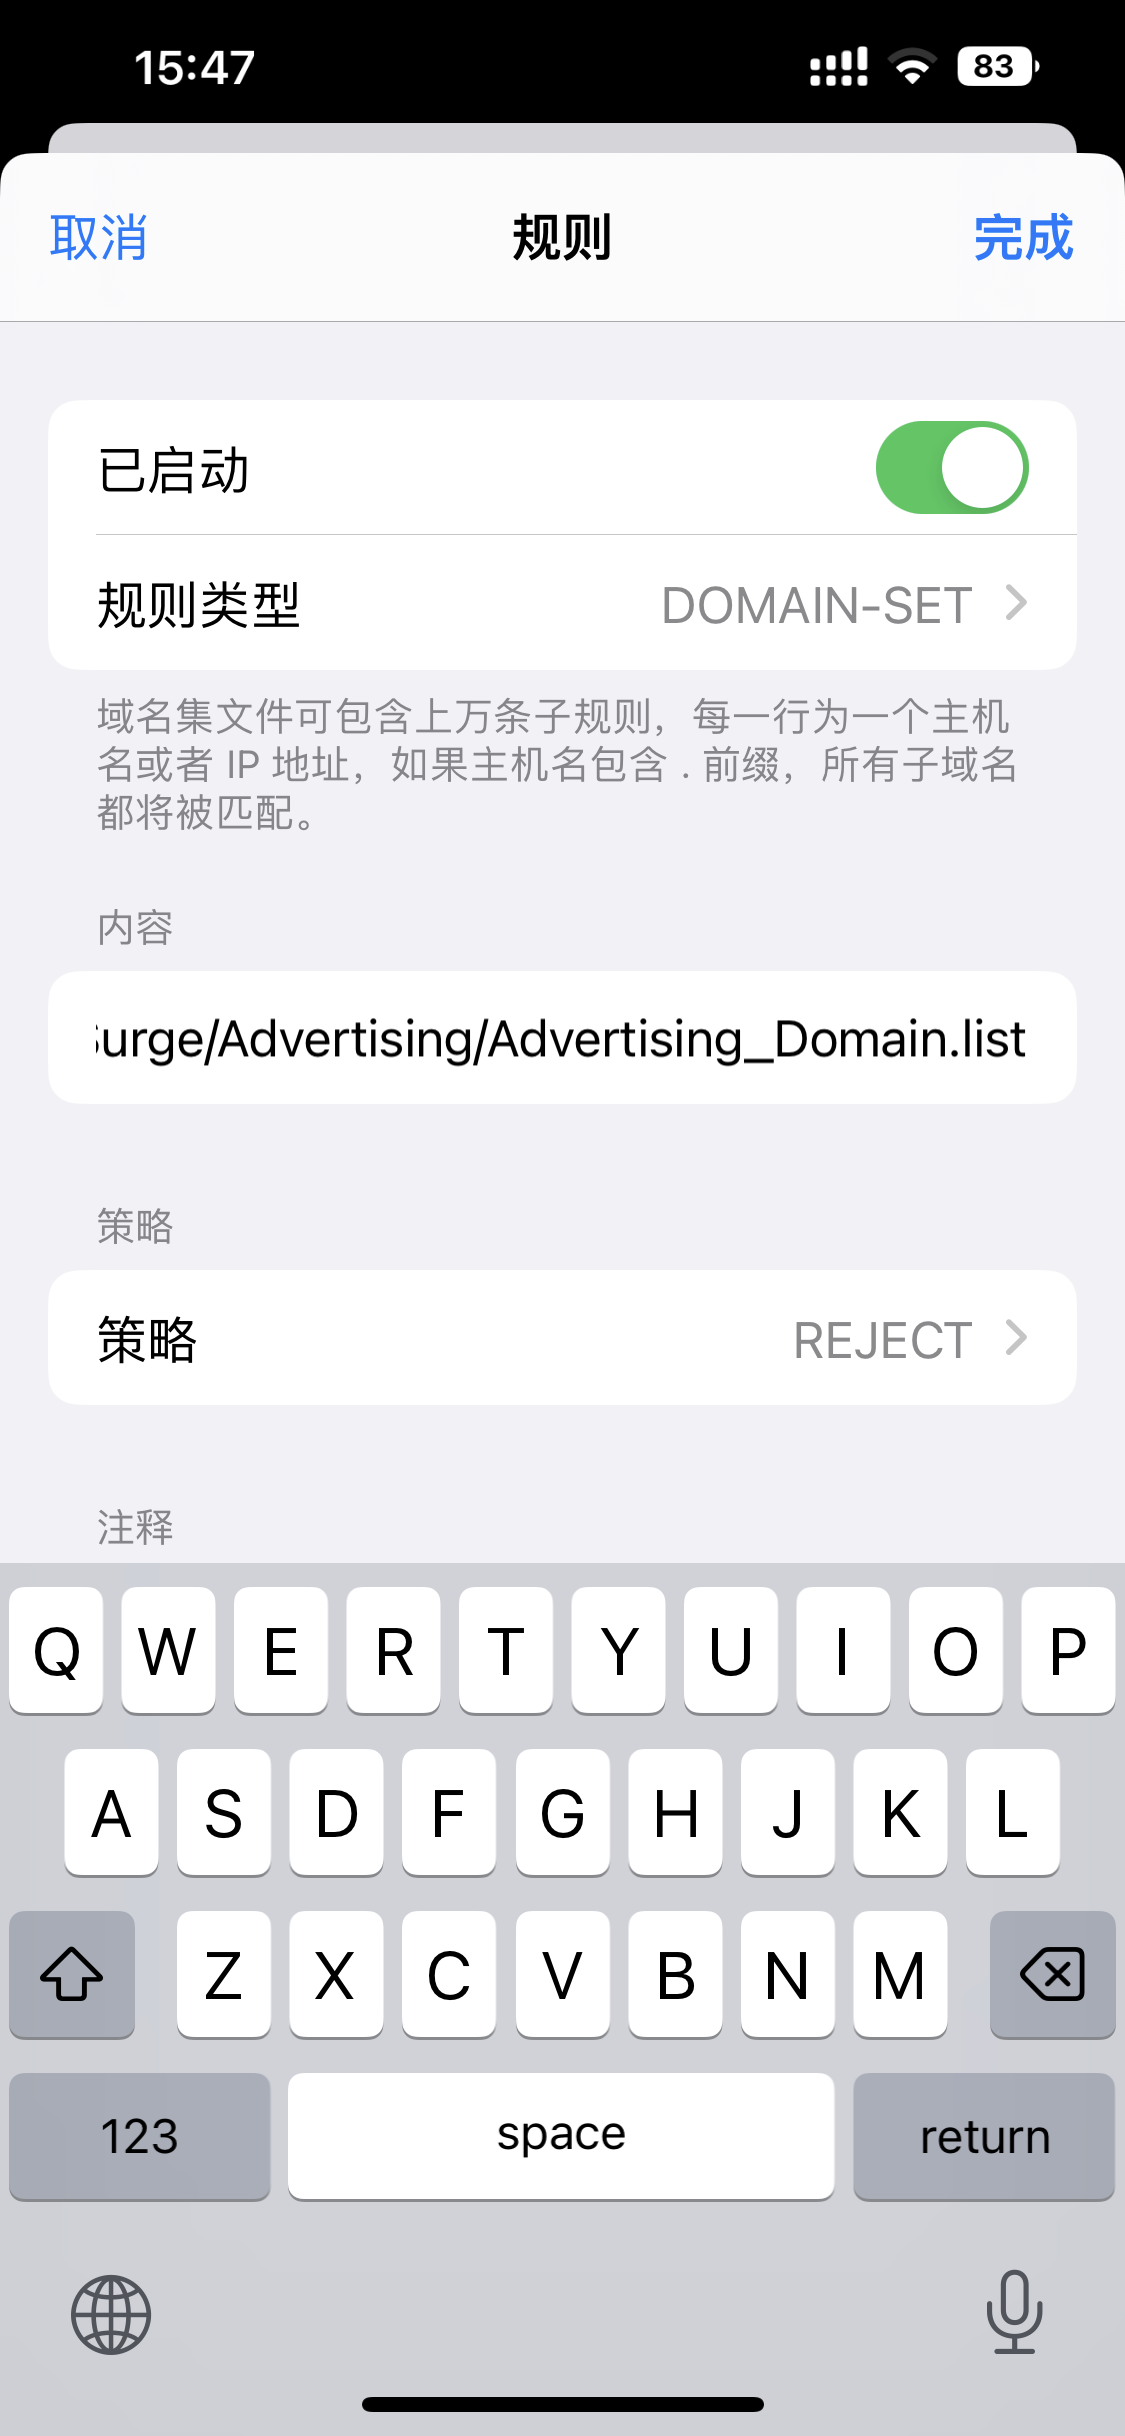 15:47
83
取消
规则
完成
已启动
规则类型
DOMAIN-SET
域名集文件可包含上万条子规则，每一行为一个主机
名或者 IP 地址，如果主机名包含 . 前缀，所有子域名
都将被匹配。
内容
Surge/Advertising/Advertising_Domain.list
策略
策略
REJECT
注释
Q W E R T Y U I O P
A S D F G H J K L
Z X C V B N M
123
space
return